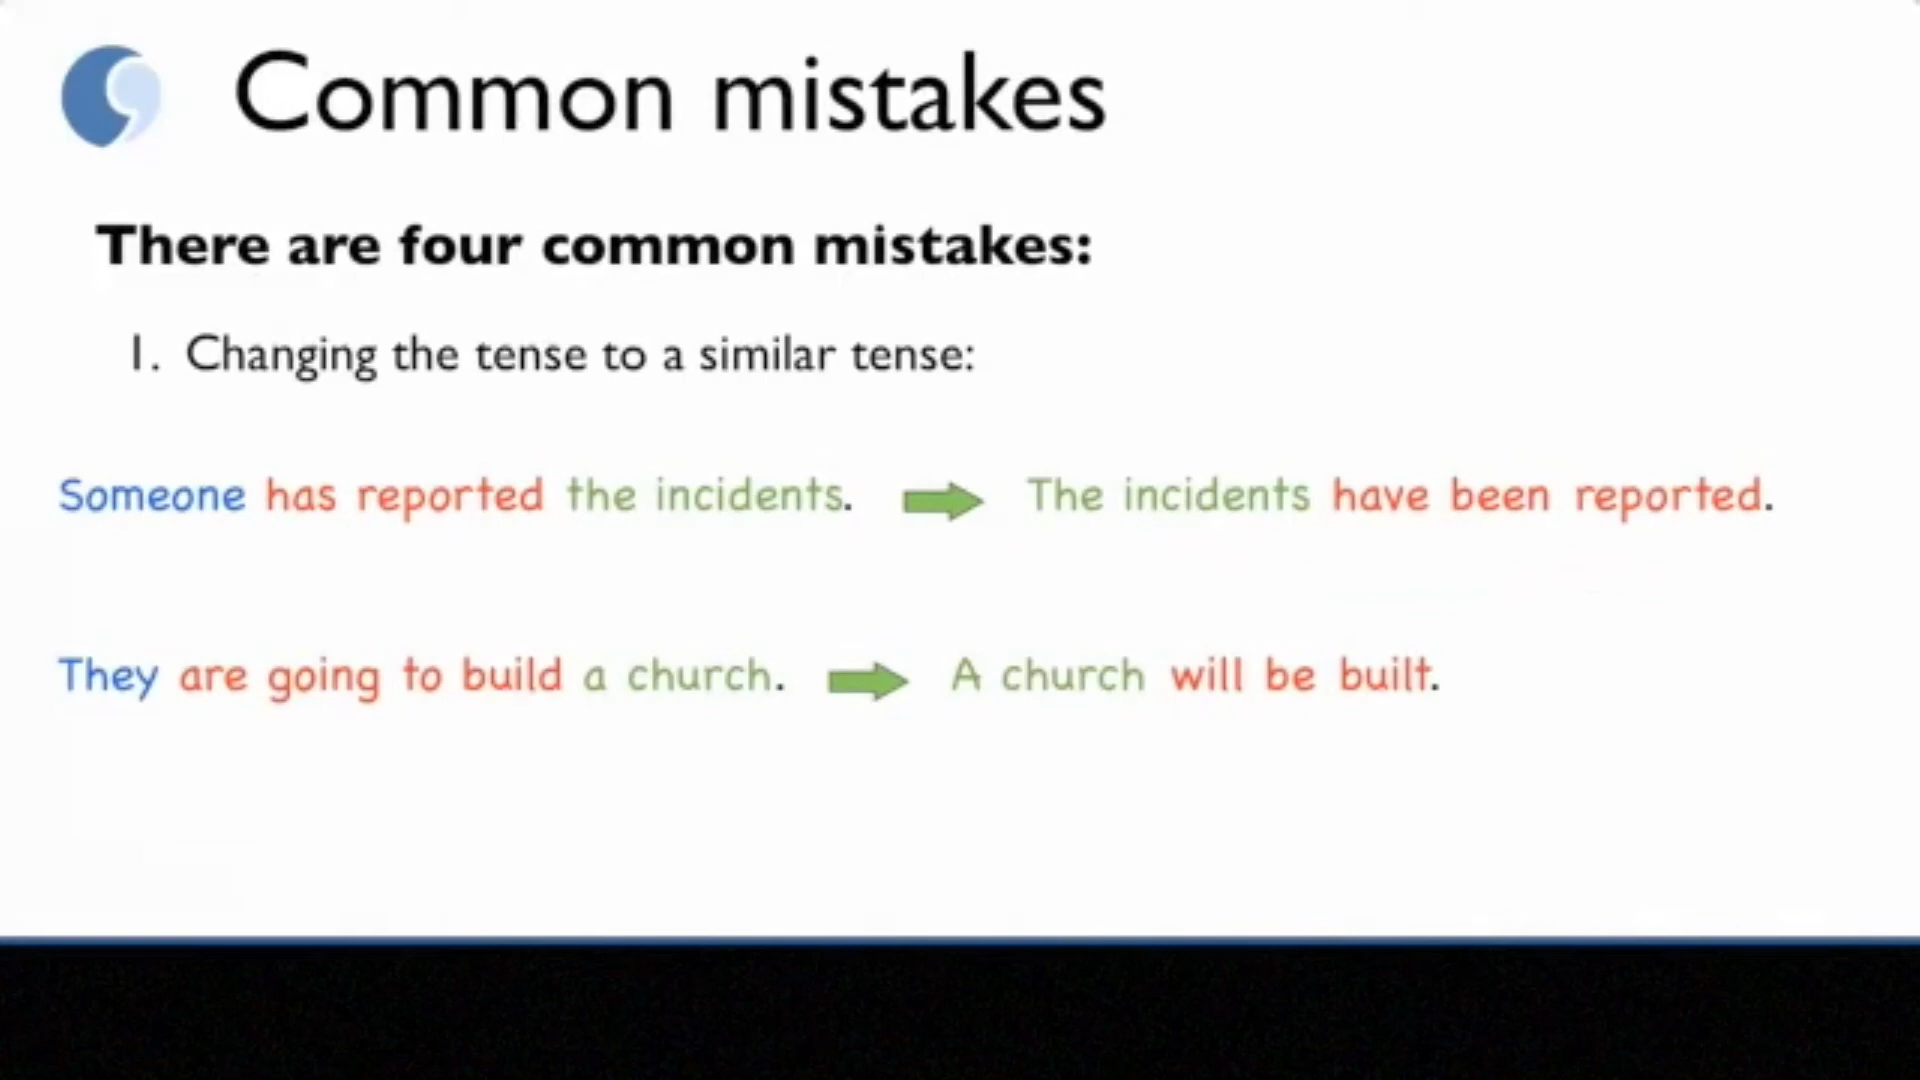 Common mistakes
There are four common mistakes:
1. Changing the tense to a similar tense:
Someone has reported the incidents. The incidents have been reported.
They are going to build a church. A church will be built.